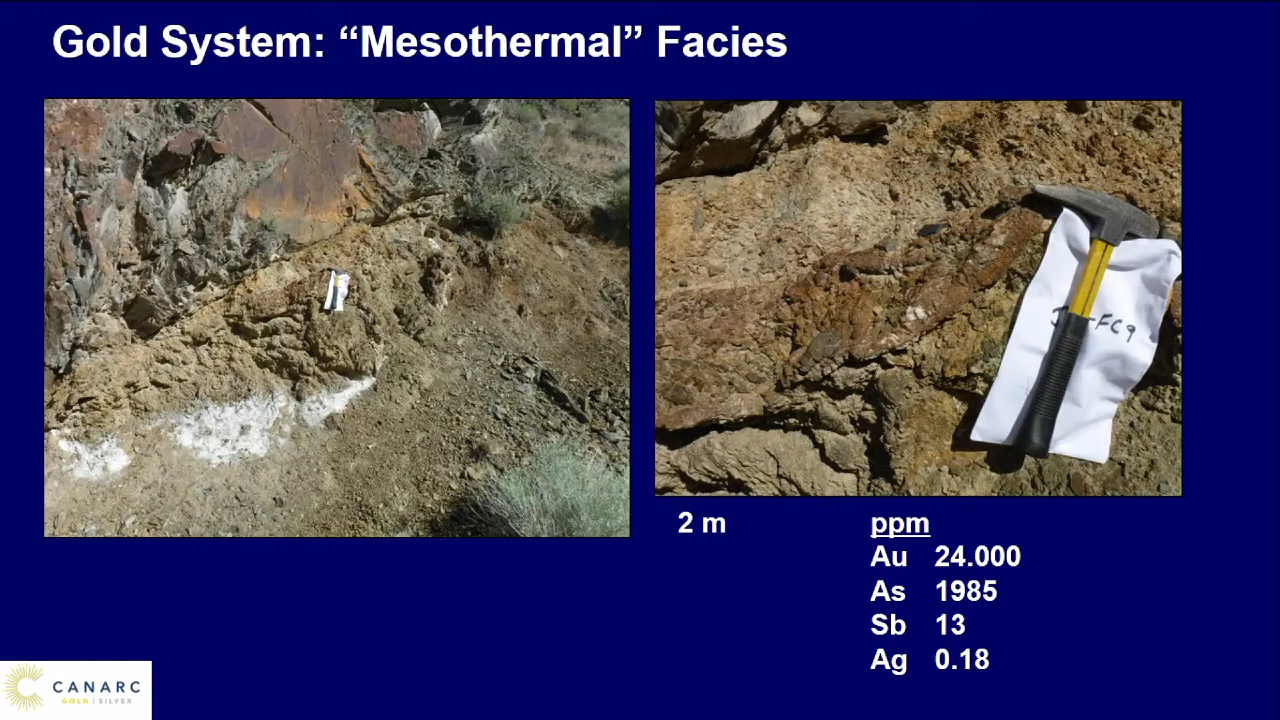 Gold System: “Mesothermal” Facies
FC9
2 m
ppm
Au 24.000
As 1985
Sb 13
Ag 0.18
CANARC
GOLD | SILVER